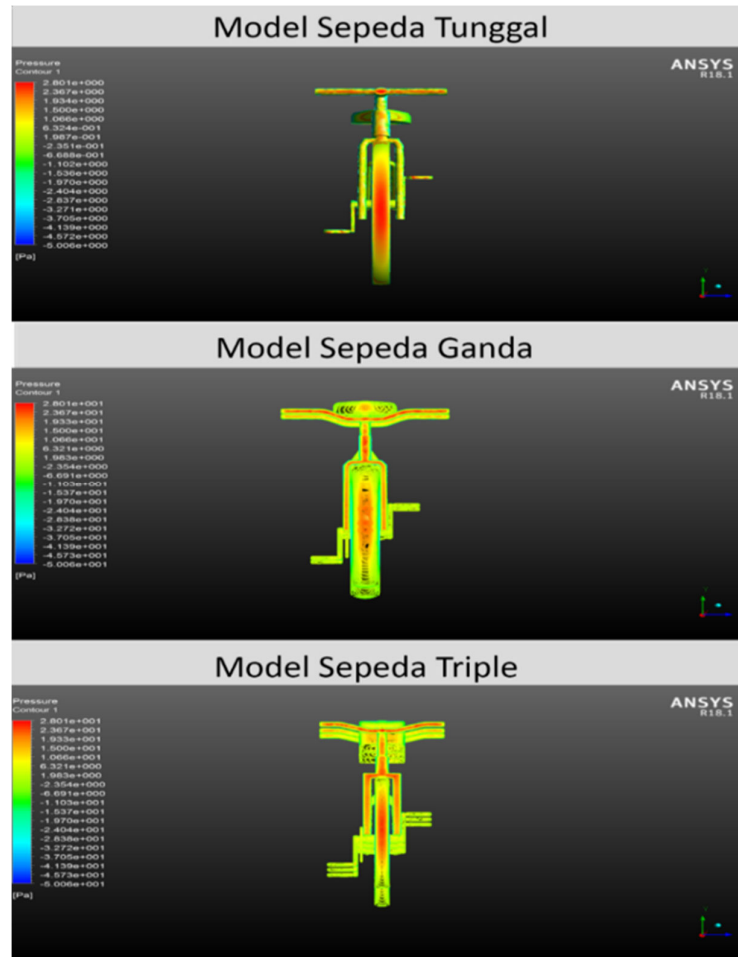 Model Sepeda Tunggal
Pressure
Contour 1
ANSYS
R18.1
2.801e+000
2.367e+000
1.934e+000
1.500e+000
1.066e+000
6.324e-001
1.987e-001
-2.351e-001
-6.688e-001
-1.102e+000
-1.536e+000
-1.970e+000
-2.404e+000
-2.837e+000
-3.271e+000
-3.705e+000
-4.139e+000
-4.572e+000
-5.006e+000
[Pa]
Model Sepeda Ganda
Pressure
Contour 1
ANSYS
R18.1
2.801e+001
2.367e+001
1.933e+001
1.500e+001
1.066e+001
6.321e+000
1.983e+000
-2.354e+000
-6.691e+000
-1.103e+001
-1.537e+001
-1.970e+001
-2.404e+001
-2.838e+001
-3.272e+001
-3.705e+001
-4.139e+001
-4.573e+001
-5.006e+001
[Pa]
Model Sepeda Triple
Pressure
Contour 1
ANSYS
R18.1
2.801e+001
2.367e+001
1.933e+001
1.500e+001
1.066e+001
6.321e+000
1.983e+000
-2.354e+000
-6.691e+000
-1.103e+001
-1.537e+001
-1.970e+001
-2.404e+001
-2.838e+001
-3.272e+001
-3.705e+001
-4.139e+001
-4.573e+001
-5.006e+001
[Pa]